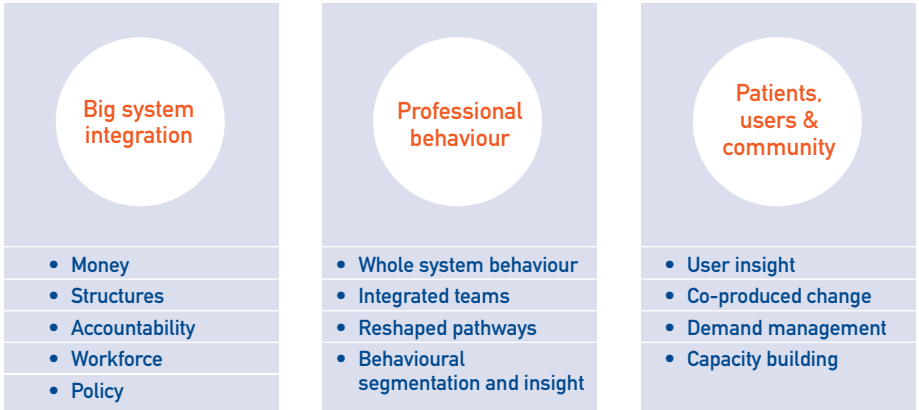 Big system
integration
• Money
• Structures
• Accountability
• Workforce
• Policy
Professional
behaviour
• Whole system behaviour
• Integrated teams
• Reshaped pathways
• Behavioural
segmentation and insight
Patients,
users &
community
• User insight
• Co-produced change
• Demand management
• Capacity building